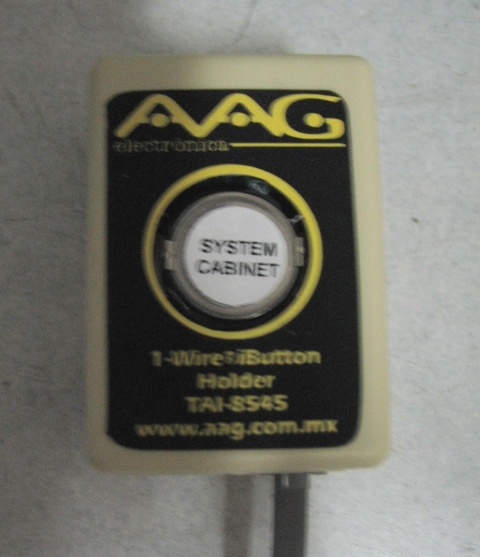 AAG
electrónica
SYSTEM
CABINET
1-Wire® iButton
Holder
TAI-8545
www.aag.com.mx